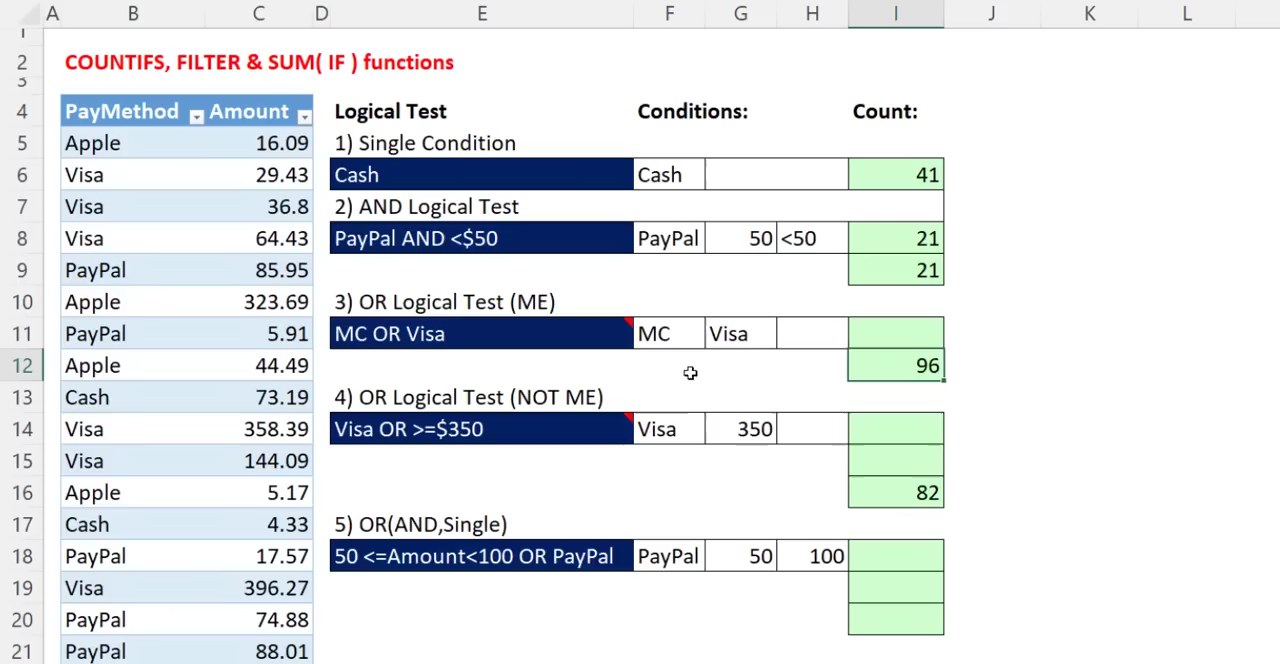 A B C D E F G H I J K L
1
2 COUNTIFS, FILTER & SUM( IF ) functions
3
4 PayMethod Amount Logical Test Conditions: Count:
5 Apple 16.09 1) Single Condition
6 Visa 29.43 Cash Cash 41
7 Visa 36.8 2) AND Logical Test
8 Visa 64.43 PayPal AND <$50 PayPal 50 <50 21
9 PayPal 85.95 21
10 Apple 323.69 3) OR Logical Test (ME)
11 PayPal 5.91 MC OR Visa MC Visa
12 Apple 44.49 96
13 Cash 73.19 4) OR Logical Test (NOT ME)
14 Visa 358.39 Visa OR >=$350 Visa 350
15 Visa 144.09
16 Apple 5.17 82
17 Cash 4.33 5) OR(AND,Single)
18 PayPal 17.57 50 <=Amount<100 OR PayPal PayPal 50 100
19 Visa 396.27
20 PayPal 74.88
21 PayPal 88.01